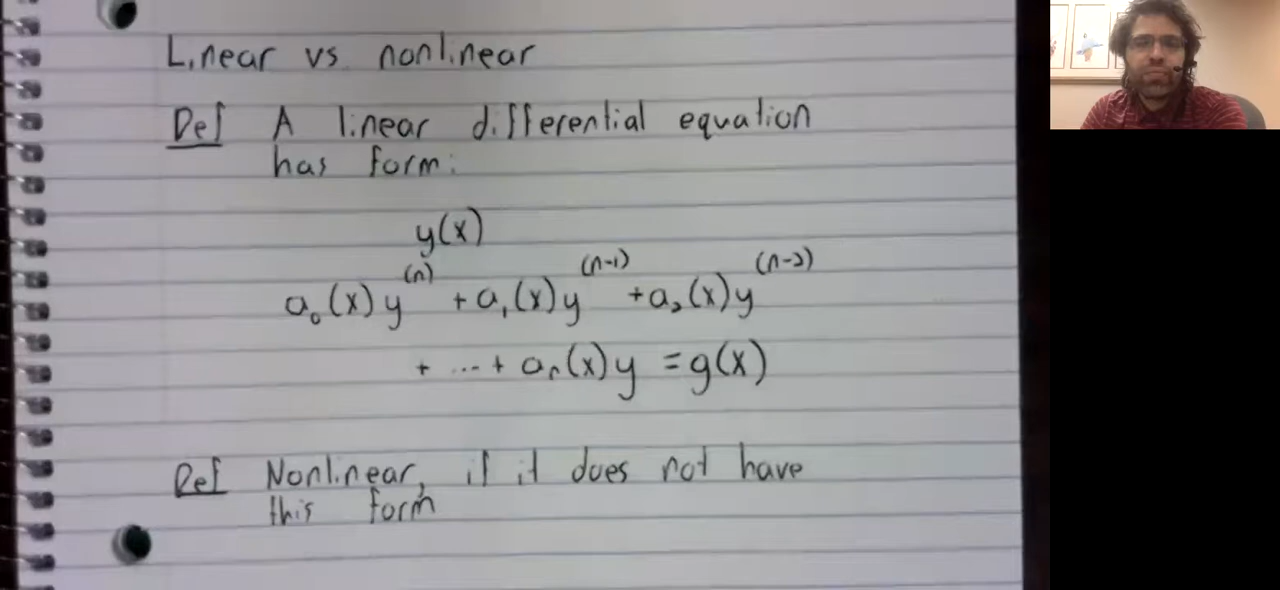 Linear vs nonlinear
Def A linear differential equation
has form:
y(x)
a₀(x)y⁽ⁿ⁾ + a₁(x)y⁽ⁿ⁻¹⁾ + a₂(x)y⁽ⁿ⁻²⁾
+ ... + aₙ(x)y = g(x)
Def Nonlinear, if it does not have
this form